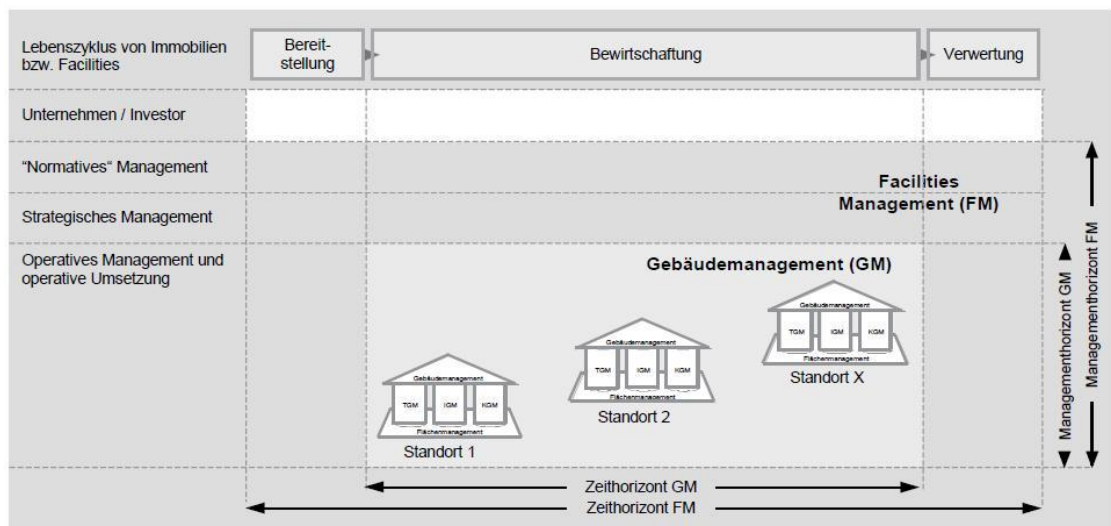 Lebenszyklus von Immobilien
bzw. Facilities
Bereit-
stellung
Bewirtschaftung
Verwertung
Unternehmen / Investor
“Normatives“ Management
Strategisches Management
Facilities
Management (FM)
Operatives Management und
operative Umsetzung
Gebäudemanagement (GM)
Gebäudemanagement
TGM
IGM
KGM
Flächenmanagement
Standort 1
Gebäudemanagement
TGM
IGM
KGM
Flächenmanagement
Standort 2
Gebäudemanagement
TGM
IGM
KGM
Flächenmanagement
Standort X
Managementhorizont GM
Managementhorizont FM
Zeithorizont GM
Zeithorizont FM